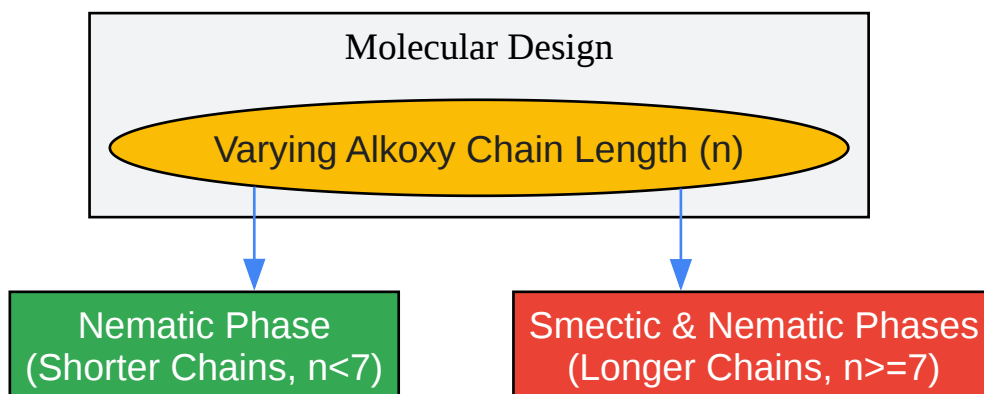 Molecular Design
Varying Alkoxy Chain Length (n)
Nematic Phase
(Shorter Chains, n<7)
Smectic & Nematic Phases
(Longer Chains, n>=7)